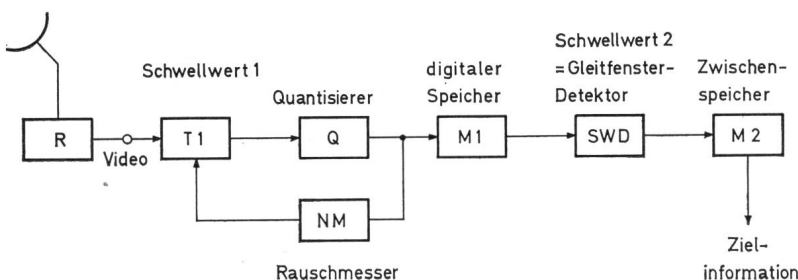 Schwellwert 1
Quantisierer
digitaler
Speicher
Schwellwert 2
= Gleitfenster-
Detektor
Zwischen-
speicher
R
Video
T1
Q
M1
SWD
M2
NM
Rauschmesser
Ziel-
information